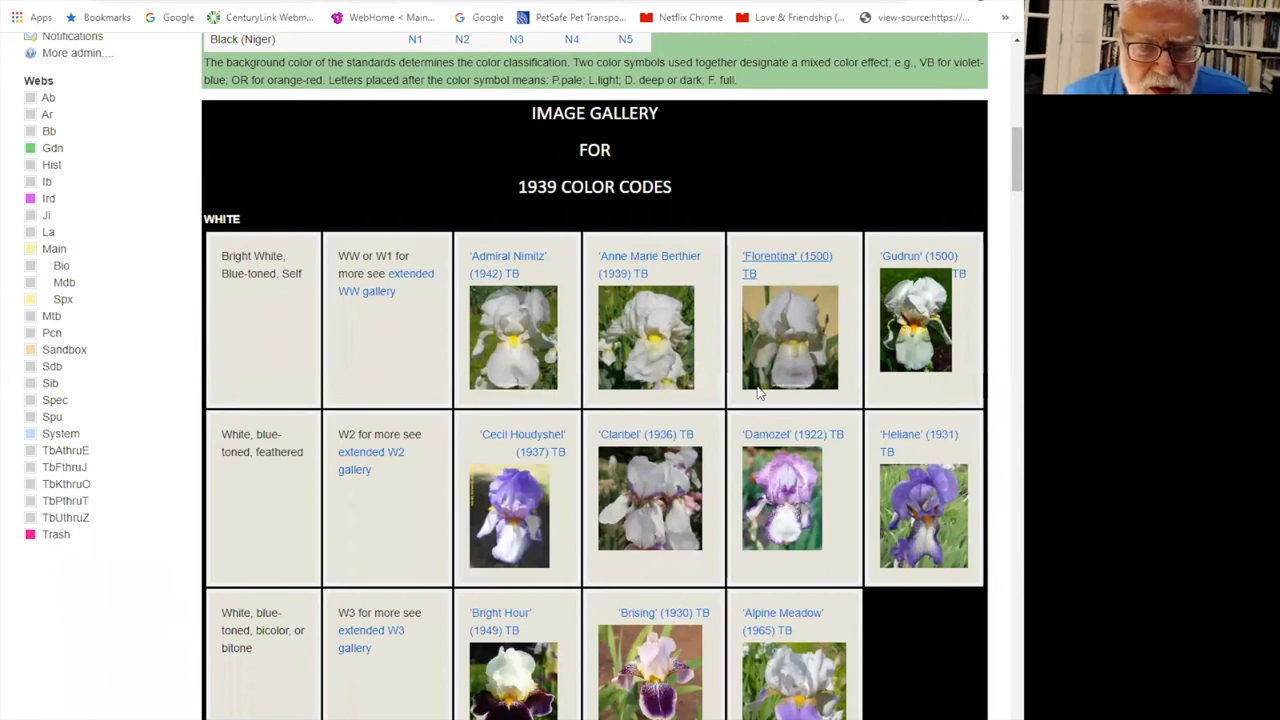 Apps
Bookmarks
Google
CenturyLink Webm...
WebHome < Main...
Google
PetSafe Pet Transpo...
Netflix Chrome
Love & Friendship (...
view-source:https://...
»
Notifications
More admin....
Webs
Ab
Ar
Bb
Gdn
Hist
Ib
Ird
Ji
La
Main
Bio
Mdb
Spx
Mtb
Pcn
Sandbox
Sdb
Sib
Spec
Spu
System
TbAthruE
TbFthruJ
TbKthruO
TbPthruT
TbUthruZ
Trash
Black (Niger) N1 N2 N3 N4 N5
The background color of the standards determines the color classification. Two color symbols used together designate a mixed color effect; e.g., VB for violet-
blue; OR for orange-red. Letters placed after the color symbol means: P.pale; L.light; D. deep or dark; F. full.
IMAGE GALLERY
FOR
1939 COLOR CODES
WHITE
Bright White,
Blue-toned, Self
WW or W1 for
more see extended
WW gallery
'Admiral Nimitz'
(1942) TB
'Anne Marie Berthier
(1939) TB
'Florentina' (1500)
TB
'Gudrun' (1500)
TB
White, blue-
toned, feathered
W2 for more see
extended W2
gallery
'Cecil Houdyshel'
(1937) TB
'Claribel' (1936) TB
'Damozel' (1922) TB
'Heliane' (1931)
TB
White, blue-
toned, bicolor, or
bitone
W3 for more see
extended W3
gallery
'Bright Hour'
(1949) TB
'Brising' (1930) TB
'Alpine Meadow'
(1965) TB